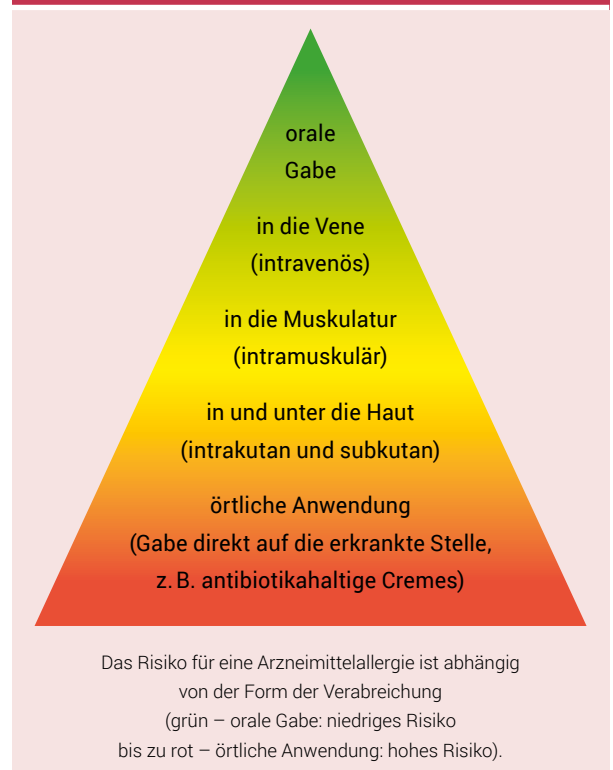 orale
Gabe
in die Vene
(intravenös)
in die Muskulatur
(intramuskulär)
in und unter die Haut
(intrakutan und subkutan)
örtliche Anwendung
(Gabe direkt auf die erkrankte Stelle,
z. B. antibiotikahaltige Cremes)
Das Risiko für eine Arzneimittelallergie ist abhängig
von der Form der Verabreichung
(grün – orale Gabe: niedriges Risiko
bis zu rot – örtliche Anwendung: hohes Risiko).